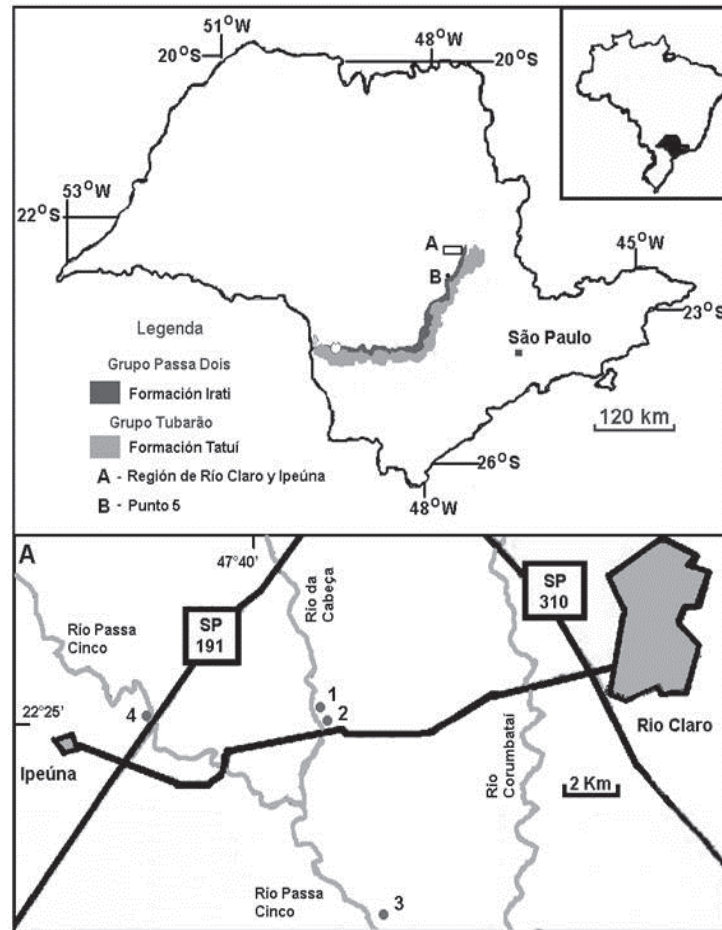 51°W
48°W
20°S
20°S
53°W
22°S
A
45°W
B
23°S
Legenda
São Paulo
Grupo Passa Dois
Formación Irati
120 km
Grupo Tubarão
Formación Tatuí
A - Región de Río Claro y Ipeúna
26°S
B - Punto 5
48°W
A
47°40'
Rio da
Cabeça
SP
310
Rio Passa
Cinco
SP
191
1
4
2
22°25'
Rio Claro
Ipeúna
Rio
Corumbataí
2 Km
Rio Passa
Cinco
3